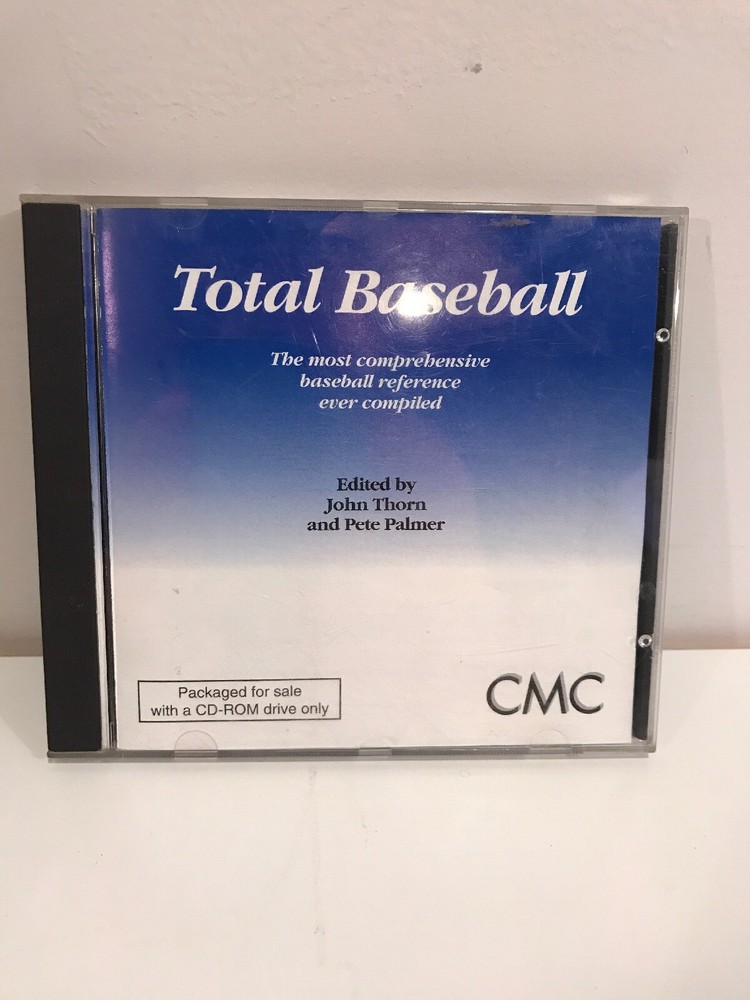 Total Baseball
The most comprehensive
baseball reference
ever compiled
Edited by
John Thorn
and Pete Palmer
Packaged for sale
with a CD-ROM drive only
CMC